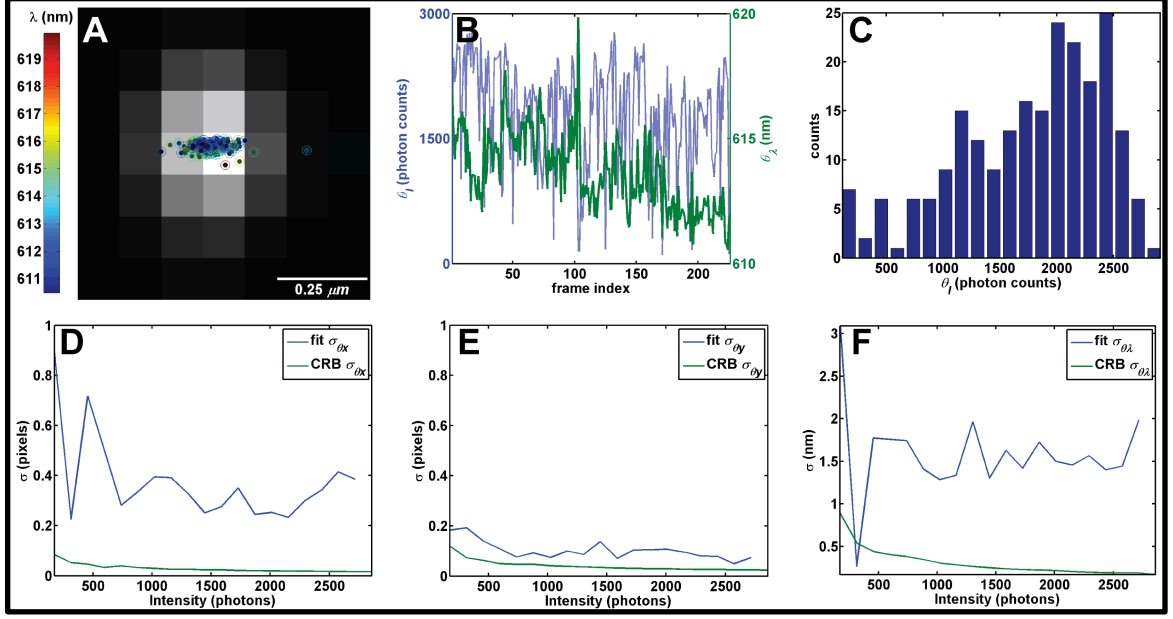 λ (nm)
619
618
617
616
615
614
613
612
611
A
0.25 μm
B
3000
1500
0
θI (photon counts)
620
615
610
θλ (nm)
50
100
150
200
frame index
C
25
20
15
10
5
0
counts
500
1000
1500
2000
2500
θI (photon counts)
D
1
0.8
0.6
0.4
0.2
0
σ (pixels)
fit σθx
CRB σθx
500
1000
1500
2000
2500
Intensity (photons)
E
1
0.8
0.6
0.4
0.2
0
σ (pixels)
fit σθy
CRB σθy
500
1000
1500
2000
2500
Intensity (photons)
F
3
2.5
2
1.5
1
0.5
σ (nm)
fit σθλ
CRB σθλ
500
1000
1500
2000
2500
Intensity (photons)